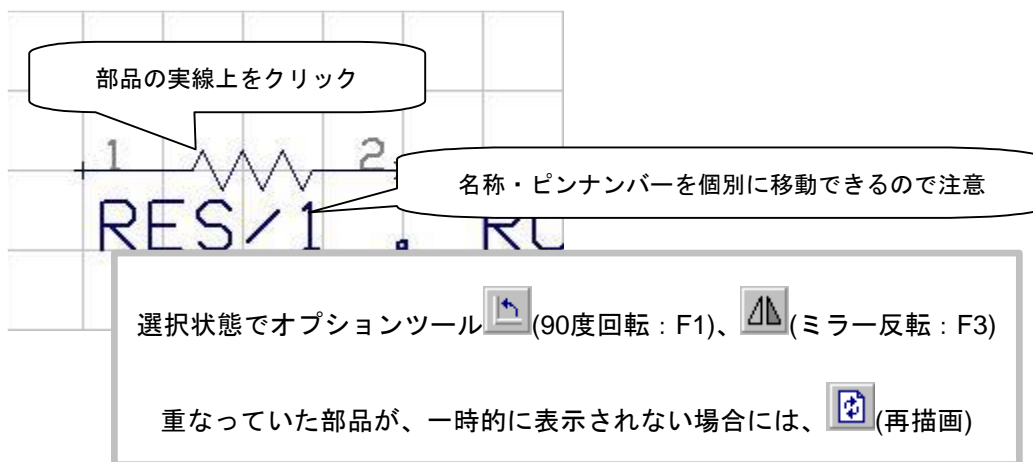 部品の実線上をクリック
1 2
名称・ピンナンバーを個別に移動できるので注意
RES/1
選択状態でオプションツール(90度回転：F1)、(ミラー反転：F3)
重なっていた部品が、一時的に表示されない場合には、(再描画)